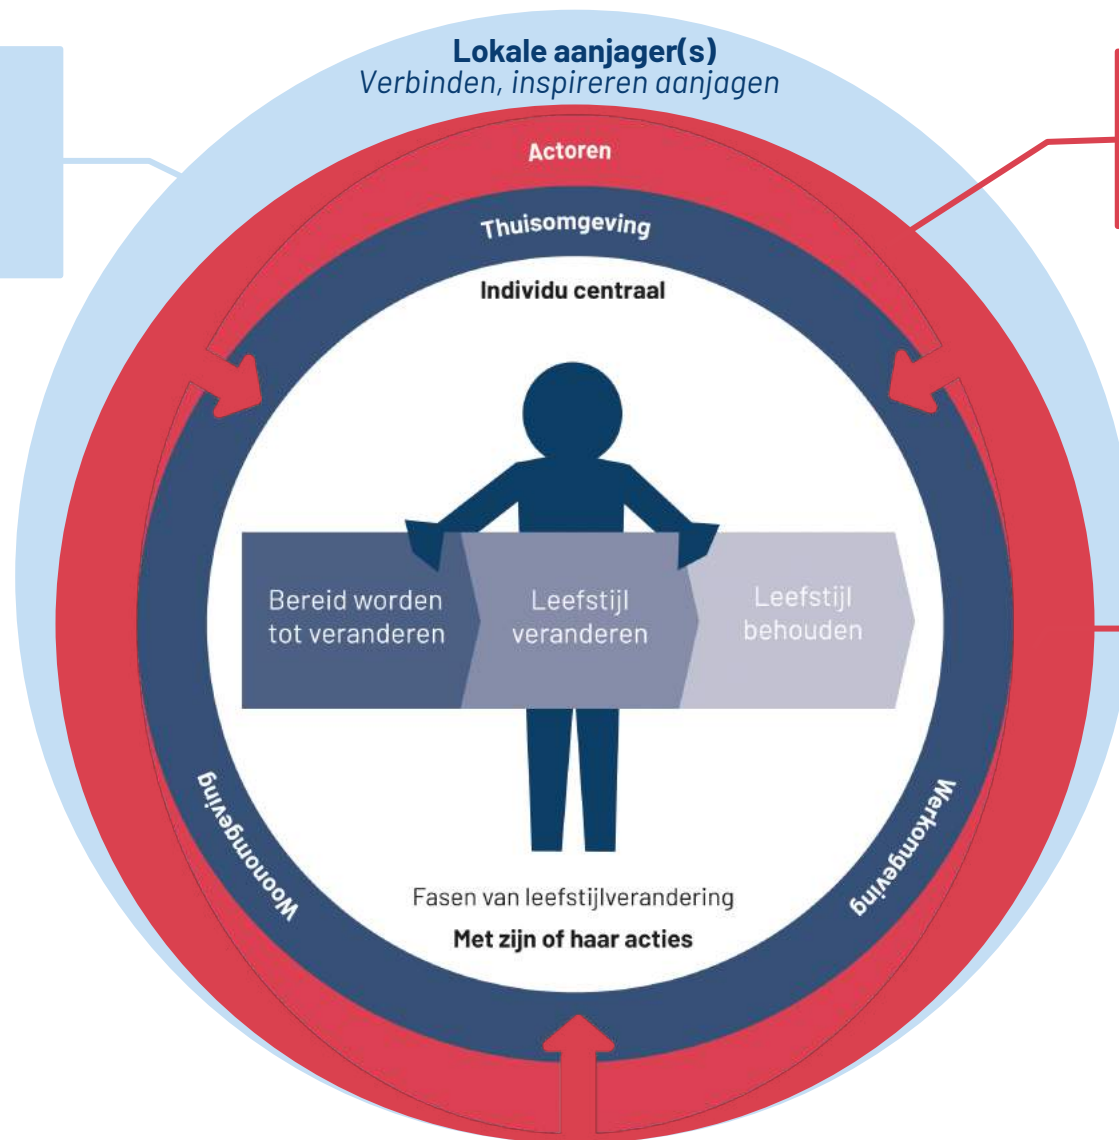 Lokale aanjager(s)
Verbinden, inspireren aanjagen
Actoren
Thuisomgeving
Individu centraal
Bereid worden
tot veranderen
Leefstijl
veranderen
Leefstijl
behouden
Woonomgeving
Werkomgeving
Fasen van leefstijlverandering
Met zijn of haar acties